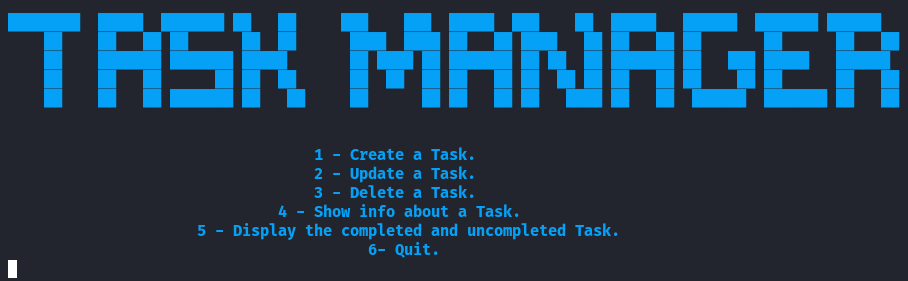 TASK MANAGER
1 - Create a Task.
2 - Update a Task.
3 - Delete a Task.
4 - Show info about a Task.
5 - Display the completed and uncompleted Task.
6- Quit.